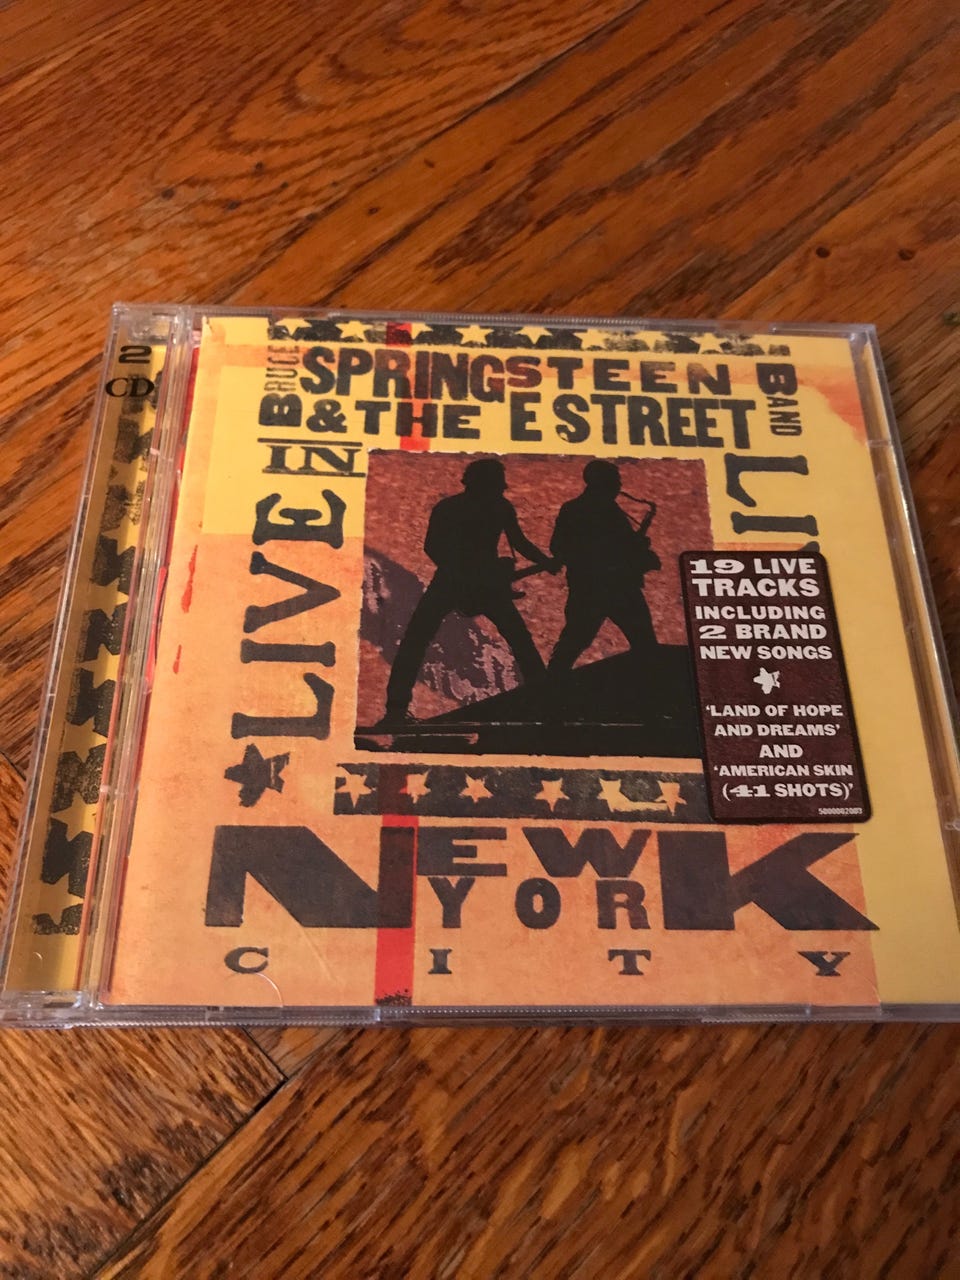 2
CD
BRUCE
SPRINGSTEEN
& THE E STREET
BAND
LIVE IN
LI
19 LIVE
TRACKS
INCLUDING
2 BRAND
NEW SONGS
'LAND OF HOPE
AND DREAMS'
AND
'AMERICAN SKIN
(41 SHOTS)'
NEW YORK
CITY